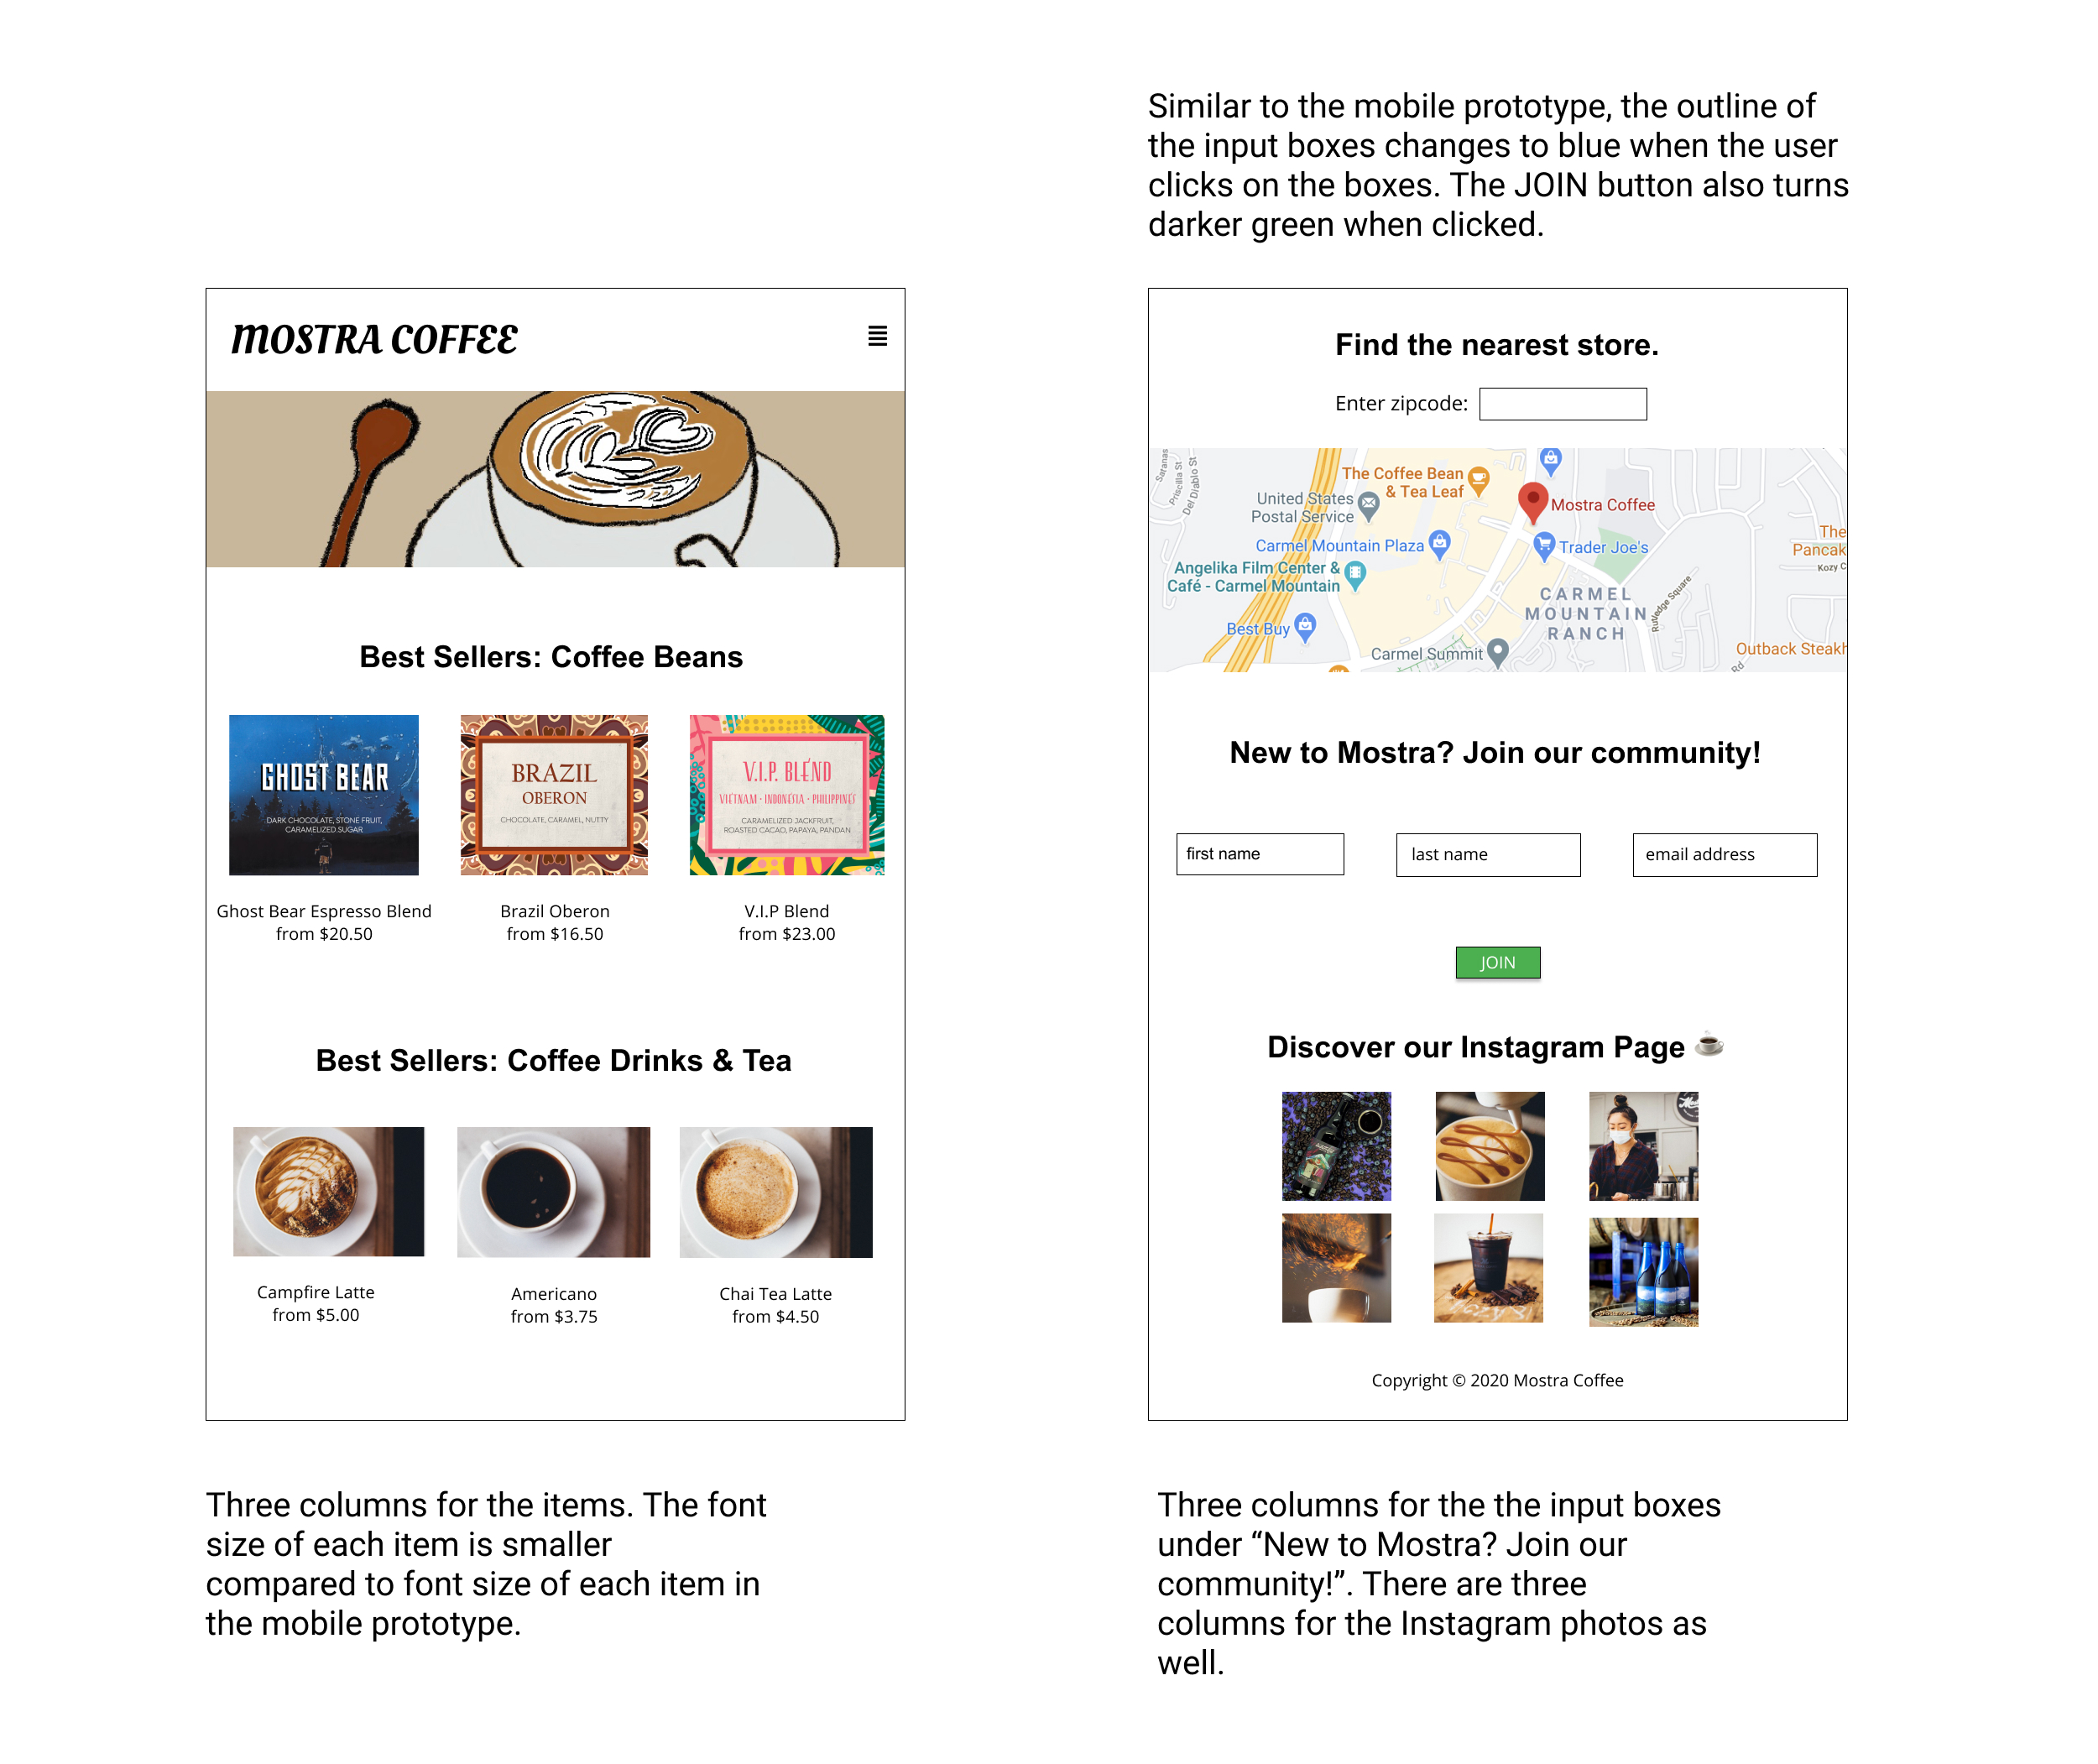 Similar to the mobile prototype, the outline of
the input boxes changes to blue when the user
clicks on the boxes. The JOIN button also turns
darker green when clicked.
MOSTRA COFFEE
Best Sellers: Coffee Beans
GHOST BEAR
DARK CHOCOLATE, STONE FRUIT,
CARAMELIZED SUGAR
BRAZIL
OBERON
CHOCOLATE, CARAMEL, NUTTY
V.I.P. BLEND
VIETNAM · INDONESIA · PHILIPPINES
CARAMELIZED JACKFRUIT,
ROASTED CACAO, PAPAYA, PANDAN
Ghost Bear Espresso Blend
from $20.50
Brazil Oberon
from $16.50
V.I.P Blend
from $23.00
Best Sellers: Coffee Drinks & Tea
Campfire Latte
from $5.00
Americano
from $3.75
Chai Tea Latte
from $4.50
Three columns for the items. The font
size of each item is smaller
compared to font size of each item in
the mobile prototype.
Find the nearest store.
Enter zipcode:
Saranas
Priscilla St
Del Diablo St
The Coffee Bean
& Tea Leaf
United States
Postal Service
Mostra Coffee
Carmel Mountain Plaza
Trader Joe's
The
Pancak
Kozy C
Angelika Film Center &
Café - Carmel Mountain
CARMEL
MOUNTAIN
RANCH
Rutledge Square
Best Buy
Carmel Summit
Outback Steakh
Rd
New to Mostra? Join our community!
first name
last name
email address
JOIN
Discover our Instagram Page ☕
Copyright © 2020 Mostra Coffee
Three columns for the the input boxes
under “New to Mostra? Join our
community!”. There are three
columns for the Instagram photos as
well.